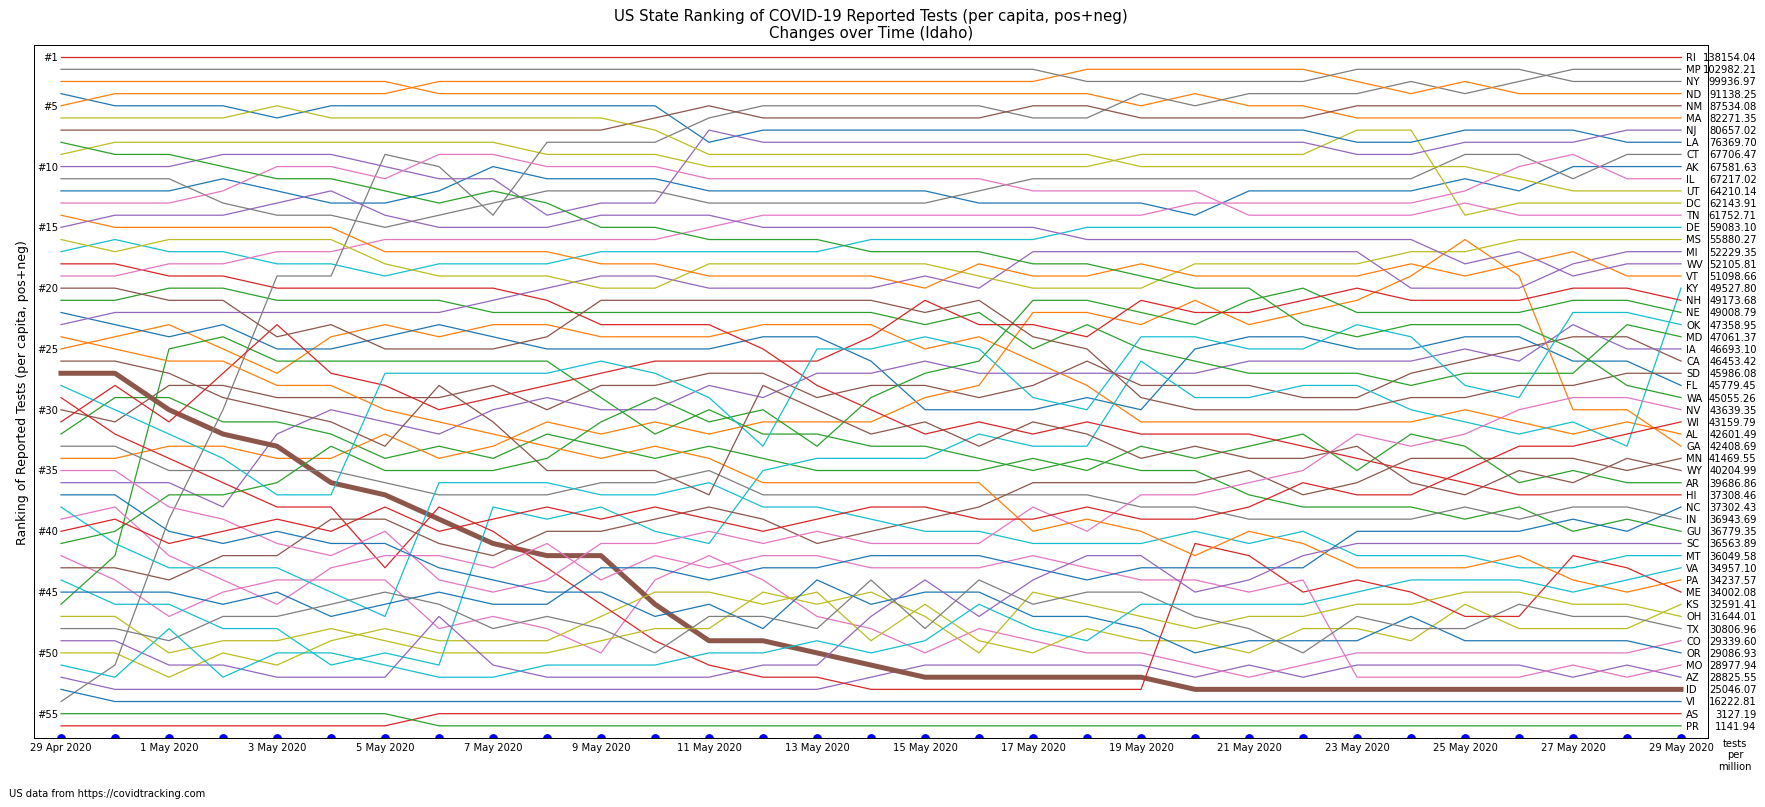 US State Ranking of COVID-19 Reported Tests (per capita, pos+neg)
Changes over Time (Idaho)
Ranking of Reported Tests (per capita, pos+neg)
#1
#5
#10
#15
#20
#25
#30
#35
#40
#45
#50
#55
RI 138154.04
MP 102982.21
NY 99936.97
ND 91138.25
NM 87534.08
MA 82271.35
NJ 80657.02
LA 76369.70
CT 67706.47
AK 67581.63
IL 67217.02
UT 64210.14
DC 62143.91
TN 61752.71
DE 59083.10
MS 55880.27
MI 52229.35
WV 52105.81
VT 51098.66
KY 49527.80
NH 49173.68
NE 49008.79
OK 47358.95
MD 47061.37
IA 46693.10
CA 46453.42
SD 45986.08
FL 45779.45
WA 45055.26
NV 43639.35
WI 43159.79
AL 42601.49
GA 42408.69
MN 41469.55
WY 40204.99
AR 39686.86
HI 37308.46
NC 37302.43
IN 36943.69
GU 36779.35
SC 36563.89
MT 36049.58
VA 34957.10
PA 34237.57
ME 34002.08
KS 32591.41
OH 31644.01
TX 30806.96
CO 29339.60
OR 29086.93
MO 28977.94
AZ 28825.55
ID 25046.07
VI 16222.81
AS 3127.19
PR 1141.94
29 Apr 2020 1 May 2020 3 May 2020 5 May 2020 7 May 2020 9 May 2020 11 May 2020 13 May 2020 15 May 2020 17 May 2020 19 May 2020 21 May 2020 23 May 2020 25 May 2020 27 May 2020 29 May 2020
tests
per
million
US data from https://covidtracking.com